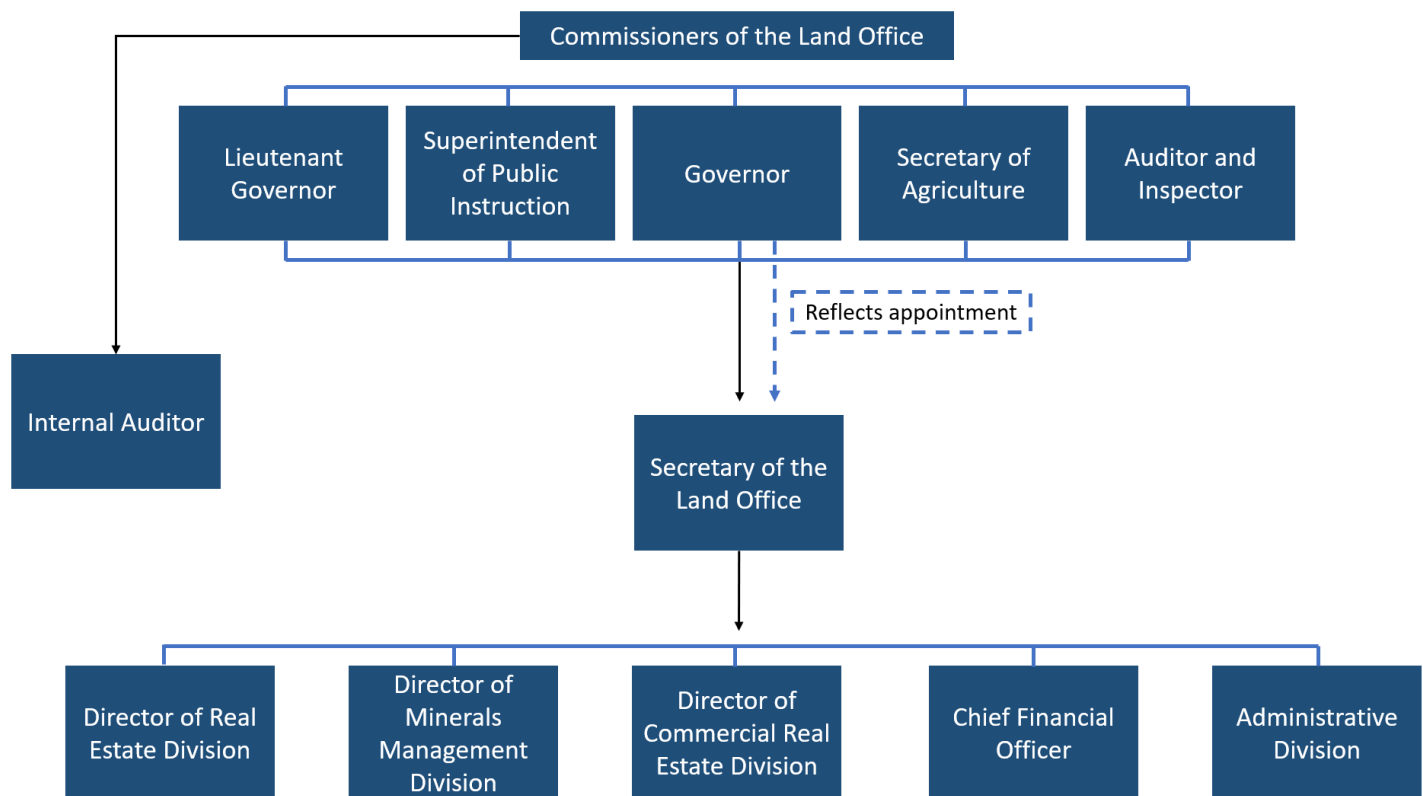 Commissioners of the Land Office
Lieutenant
Governor
Superintendent
of Public
Instruction
Governor
Secretary of
Agriculture
Auditor and
Inspector
Reflects appointment
Internal Auditor
Secretary of the
Land Office
Director of Real
Estate Division
Director of
Minerals
Management
Division
Director of
Commercial Real
Estate Division
Chief Financial
Officer
Administrative
Division